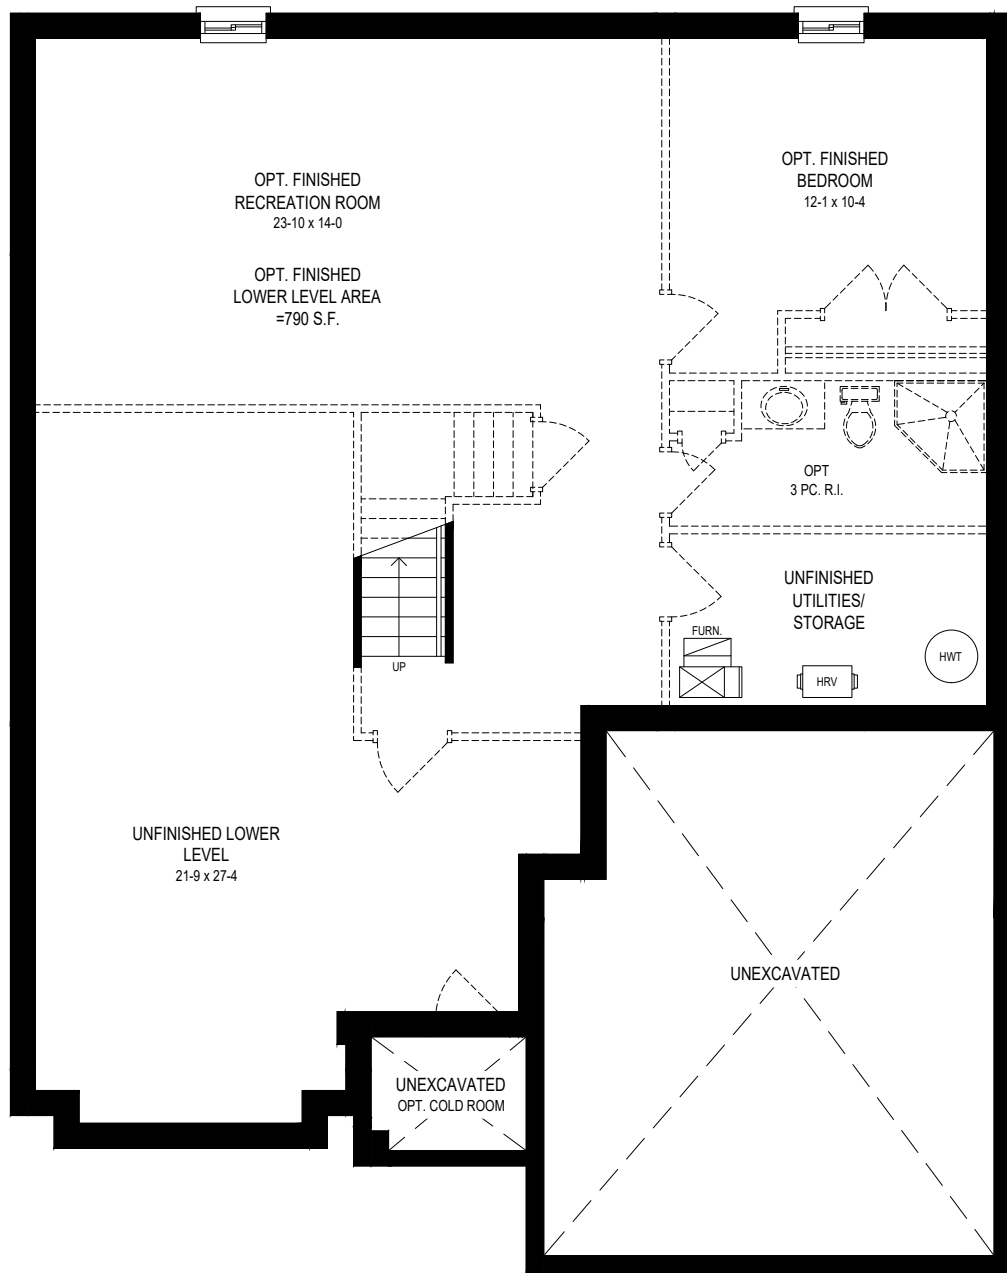 OPT. FINISHED
RECREATION ROOM
23-10 x 14-0
OPT. FINISHED
LOWER LEVEL AREA
=790 S.F.
OPT. FINISHED
BEDROOM
12-1 x 10-4
OPT
3 PC. R.I.
UNFINISHED
UTILITIES/
STORAGE
FURN.
HRV
HWT
UP
UNFINISHED LOWER
LEVEL
21-9 x 27-4
UNEXCAVATED
UNEXCAVATED
OPT. COLD ROOM